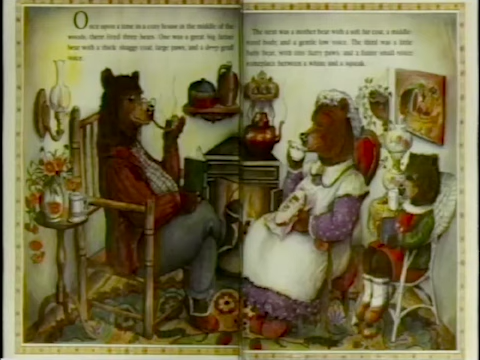 Once upon a time in a cozy house at the middle of the
woods, there lived three bears. One was a great big father
bear with a thick shaggy coat, large paws, and a deep gruff
voice.
The next was a mother bear with a soft fur coat, a middle-
sized body, and a gentle low voice. The third was a little
baby bear, with tiny furry paws, and a funny small voice
someplace between a whine and a squeak.